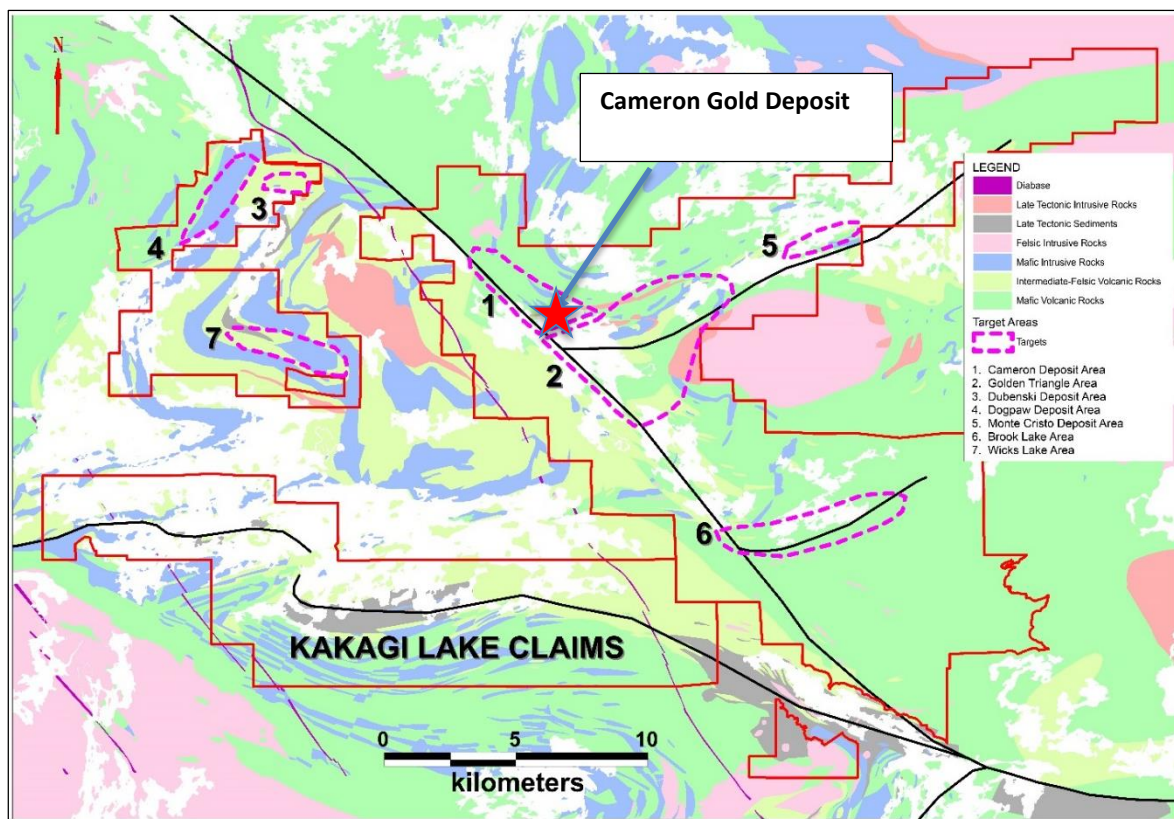 N
Cameron Gold Deposit
LEGEND
Diabase
Late Tectonic Intrusive Rocks
Late Tectonic Sediments
Felsic Intrusive Rocks
Mafic Intrusive Rocks
Intermediate-Felsic Volcanic Rocks
Mafic Volcanic Rocks
Target Areas
Targets
1. Cameron Deposit Area
2. Golden Triangle Area
3. Dubenski Deposit Area
4. Dogpaw Deposit Area
5. Monte Cristo Deposit Area
6. Brook Lake Area
7. Wicks Lake Area
3
4
5
1
7
2
6
KAKAGI LAKE CLAIMS
0 5 10
kilometers